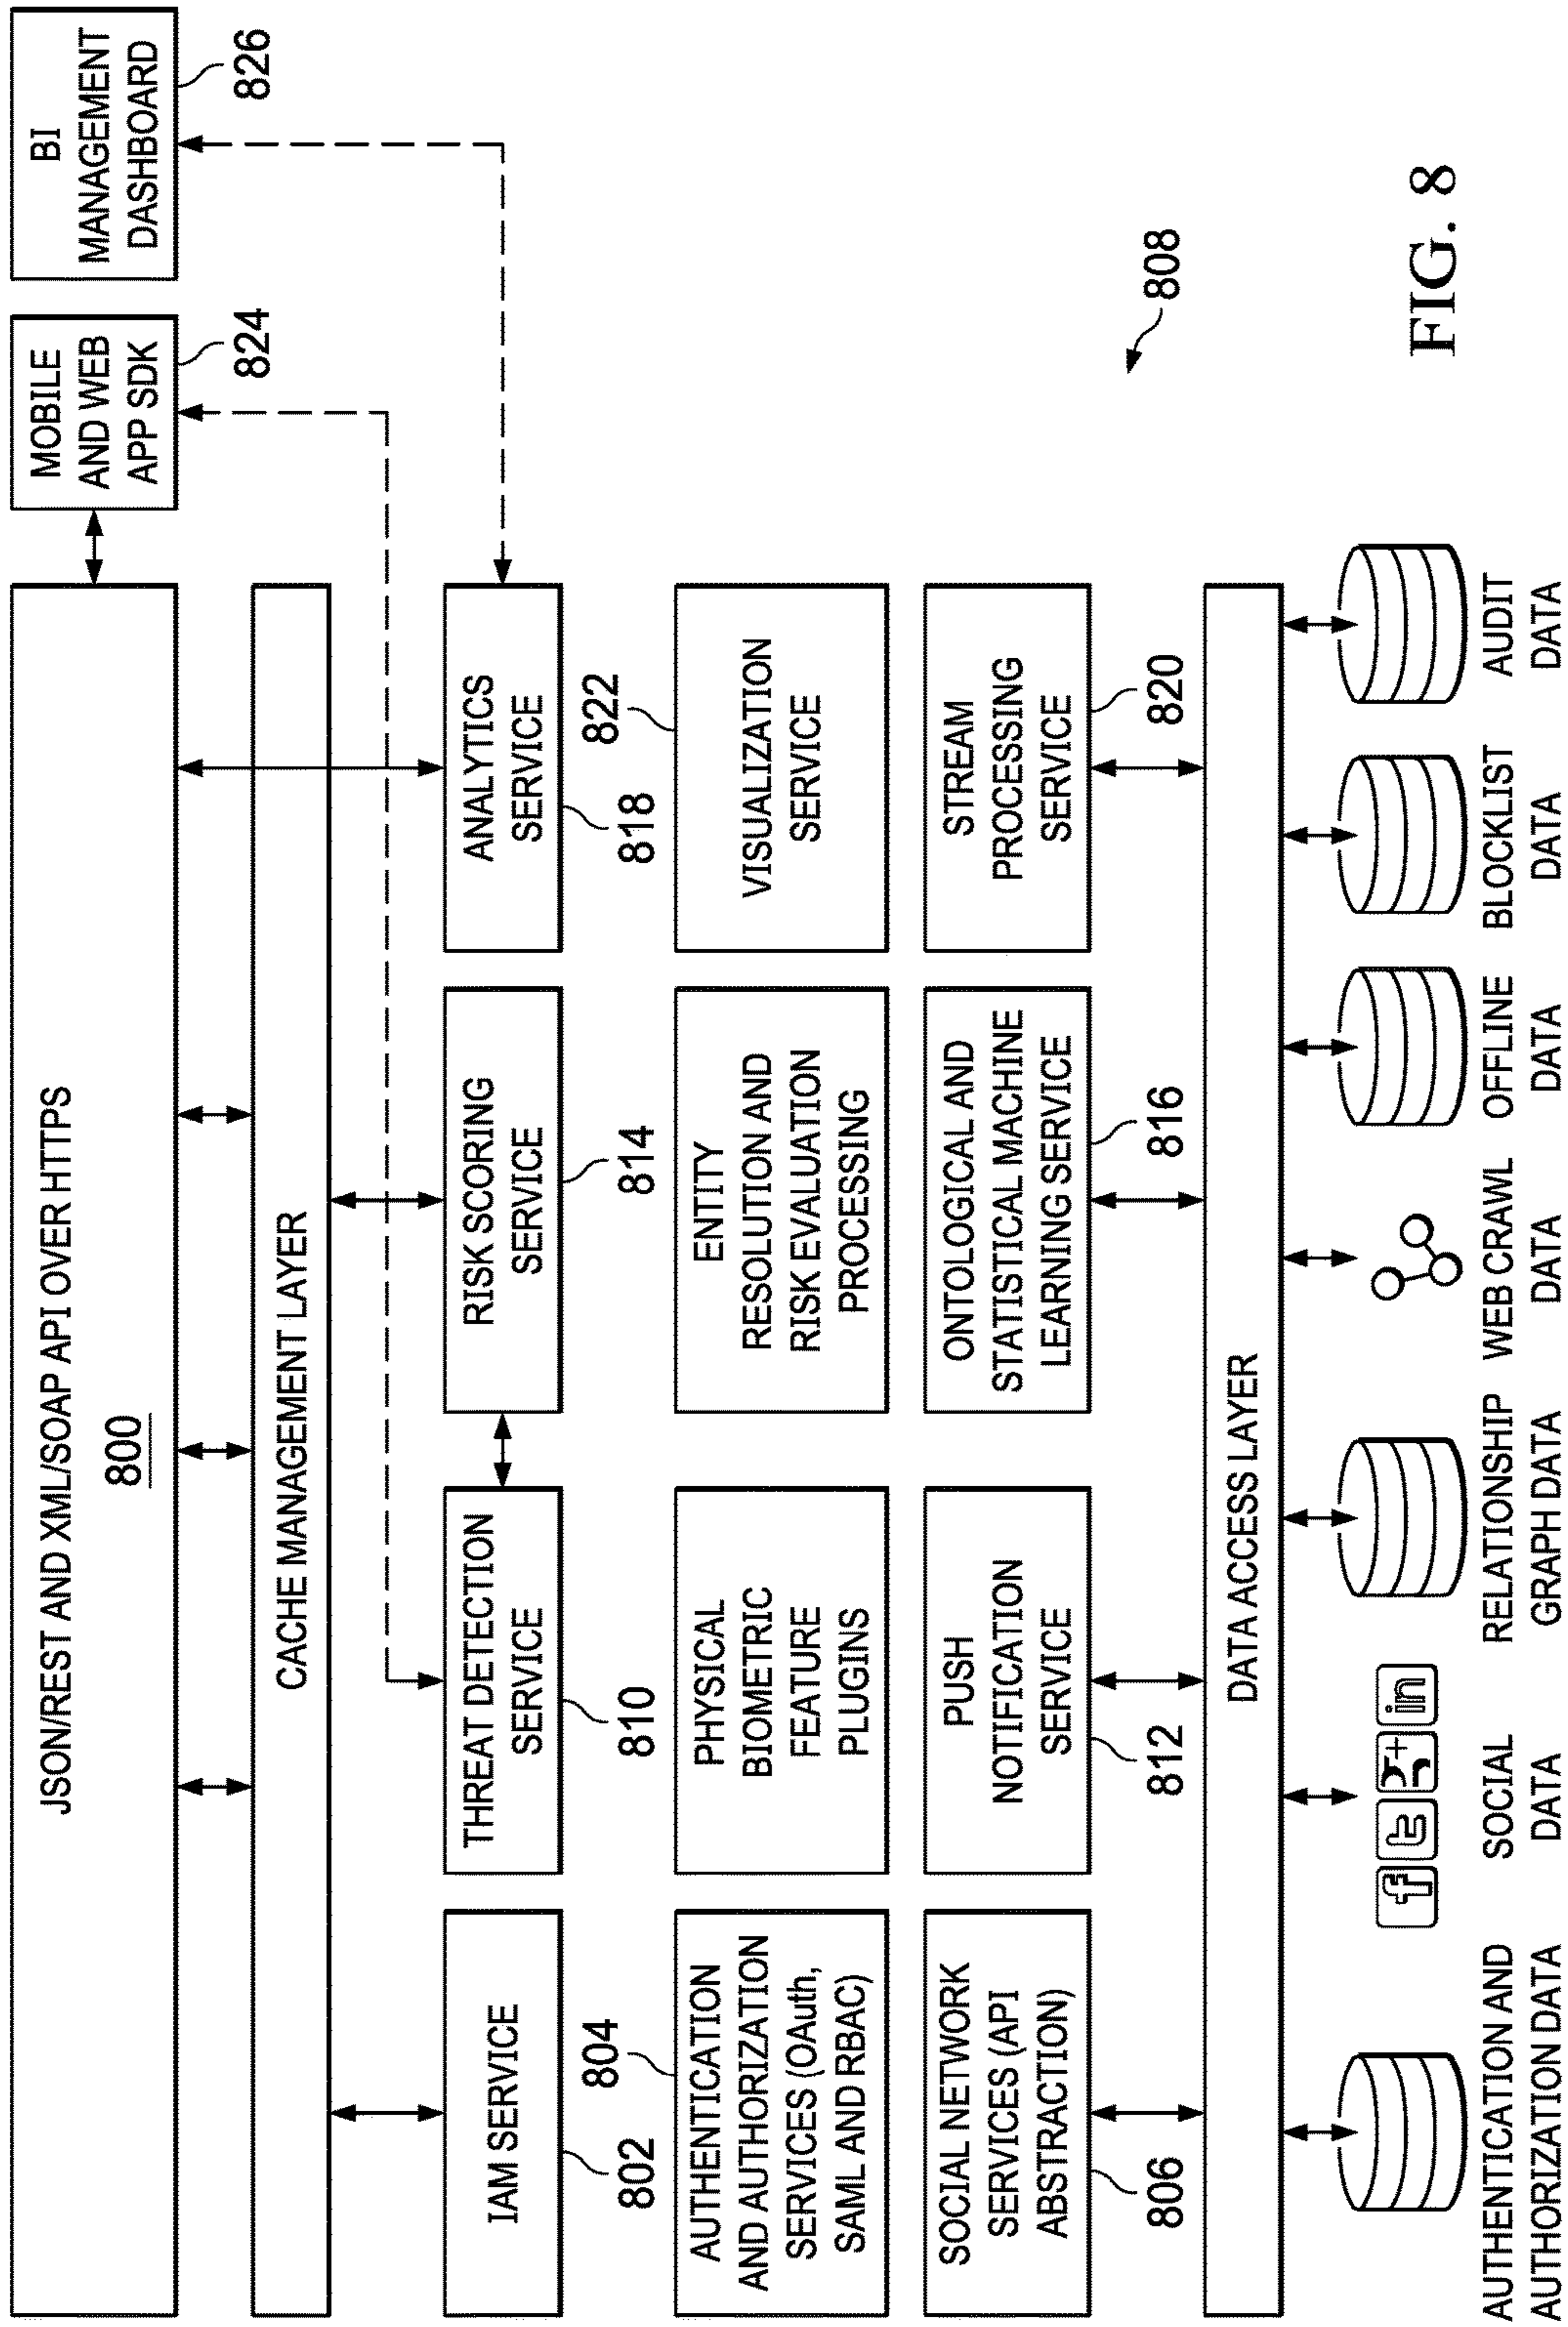 JSON/REST AND XML/SOAP API OVER HTTPS
800
MOBILE
AND WEB
APP SDK
824
BI
MANAGEMENT
DASHBOARD
826
CACHE MANAGEMENT LAYER
IAM SERVICE
802
THREAT DETECTION
SERVICE
810
RISK SCORING
SERVICE
814
ANALYTICS
SERVICE
818
804
AUTHENTICATION
AND AUTHORIZATION
SERVICES (OAuth,
SAML AND RBAC)
PHYSICAL
BIOMETRIC
FEATURE
PLUGINS
ENTITY
RESOLUTION AND
RISK EVALUATION
PROCESSING
822
VISUALIZATION
SERVICE
SOCIAL NETWORK
SERVICES (API
ABSTRACTION)
806
PUSH
NOTIFICATION
SERVICE
812
ONTOLOGICAL AND
STATISTICAL MACHINE
LEARNING SERVICE
816
STREAM
PROCESSING
SERVICE
820
808
DATA ACCESS LAYER
f t g+ in
AUTHENTICATION AND
AUTHORIZATION DATA
SOCIAL
DATA
RELATIONSHIP
GRAPH DATA
WEB CRAWL
DATA
OFFLINE
DATA
BLOCKLIST
DATA
AUDIT
DATA
FIG. 8